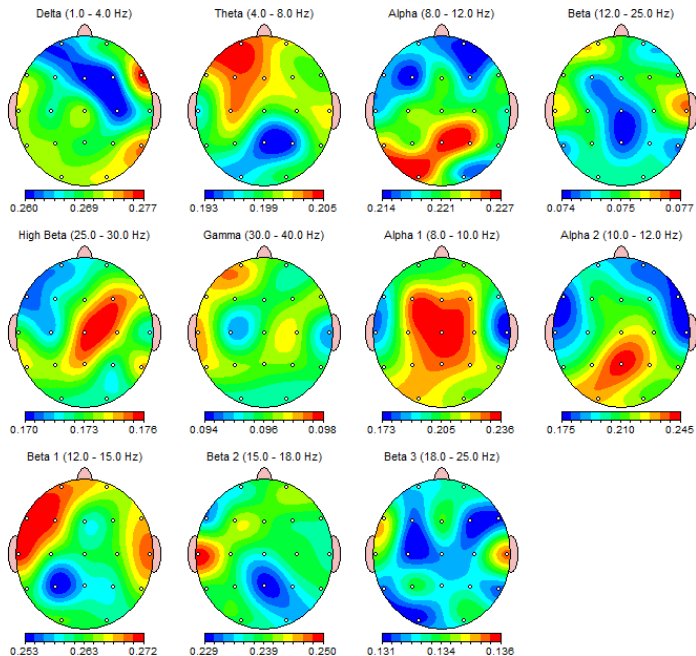 Delta (1.0 - 4.0 Hz) Theta (4.0 - 8.0 Hz) Alpha (8.0 - 12.0 Hz) Beta (12.0 - 25.0 Hz)
0.260 0.269 0.277 0.193 0.199 0.205 0.214 0.221 0.227 0.074 0.075 0.077
High Beta (25.0 - 30.0 Hz) Gamma (30.0 - 40.0 Hz) Alpha 1 (8.0 - 10.0 Hz) Alpha 2 (10.0 - 12.0 Hz)
0.170 0.173 0.176 0.094 0.096 0.098 0.173 0.205 0.236 0.175 0.210 0.245
Beta 1 (12.0 - 15.0 Hz) Beta 2 (15.0 - 18.0 Hz) Beta 3 (18.0 - 25.0 Hz)
0.253 0.263 0.272 0.229 0.239 0.250 0.131 0.134 0.136